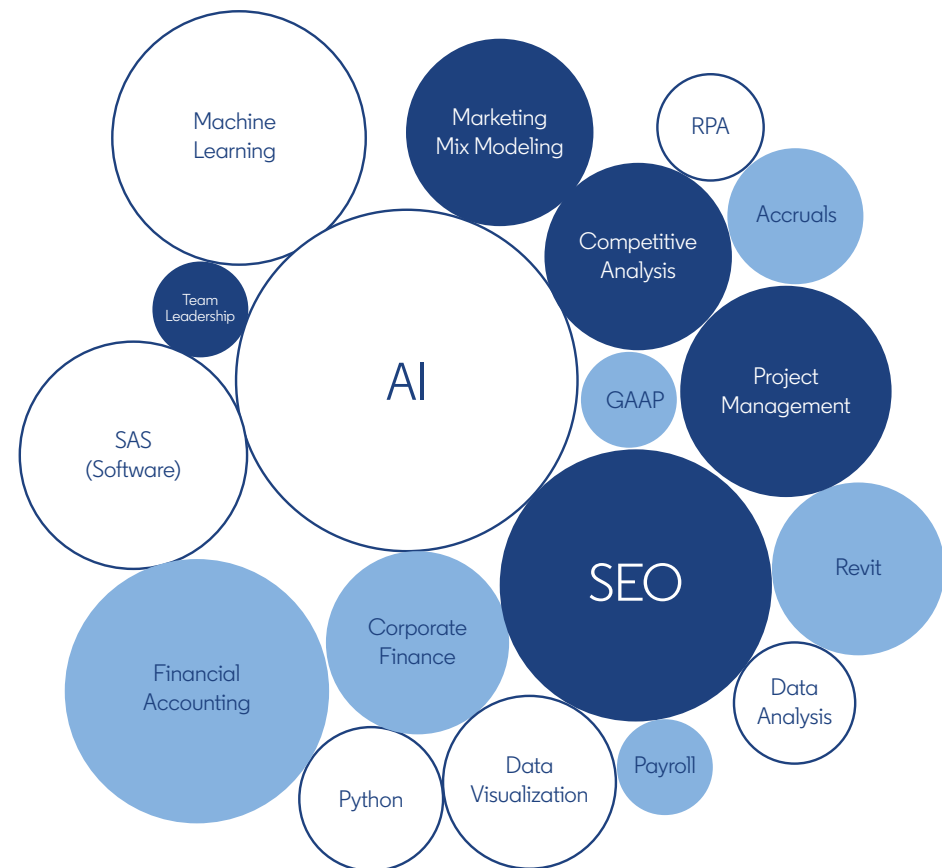 Machine
Learning
Marketing
Mix Modeling
RPA
Accruals
Competitive
Analysis
Team
Leadership
AI
GAAP
Project
Management
SAS
(Software)
SEO
Revit
Corporate
Finance
Financial
Accounting
Data
Analysis
Python
Data
Visualization
Payroll